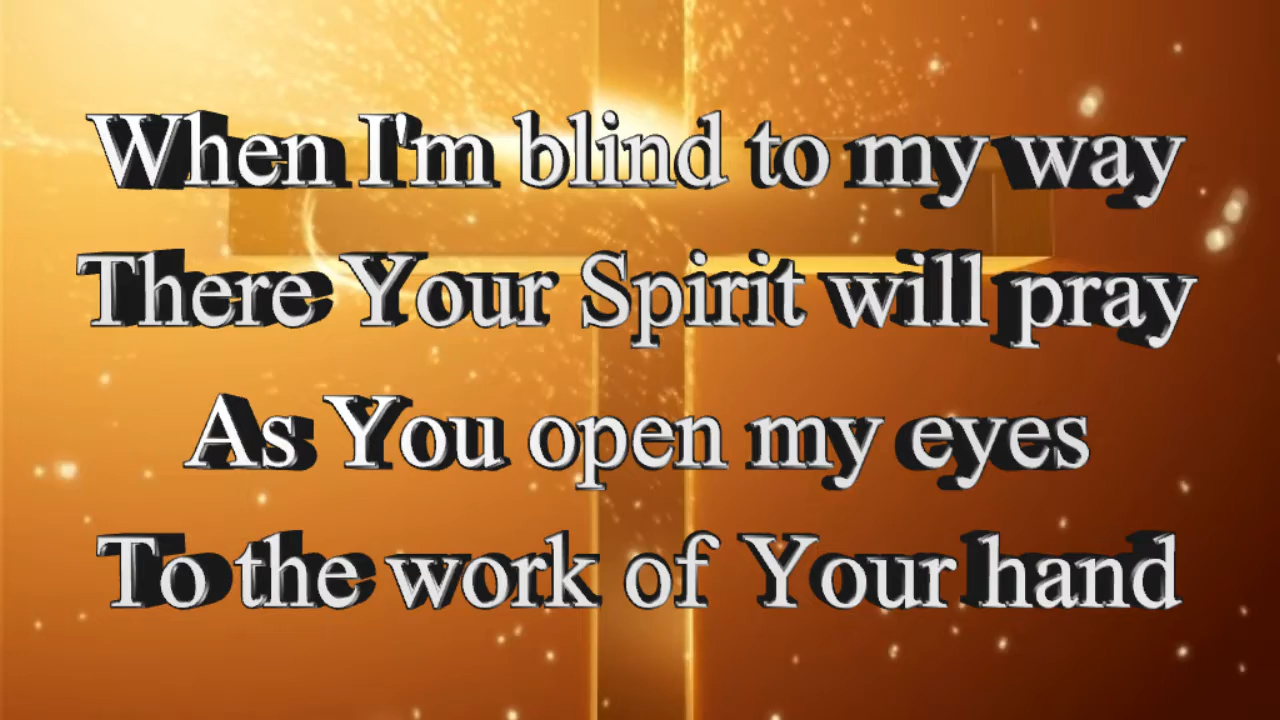 When I'm blind to my way
There Your Spirit will pray
As You open my eyes
To the work of Your hand